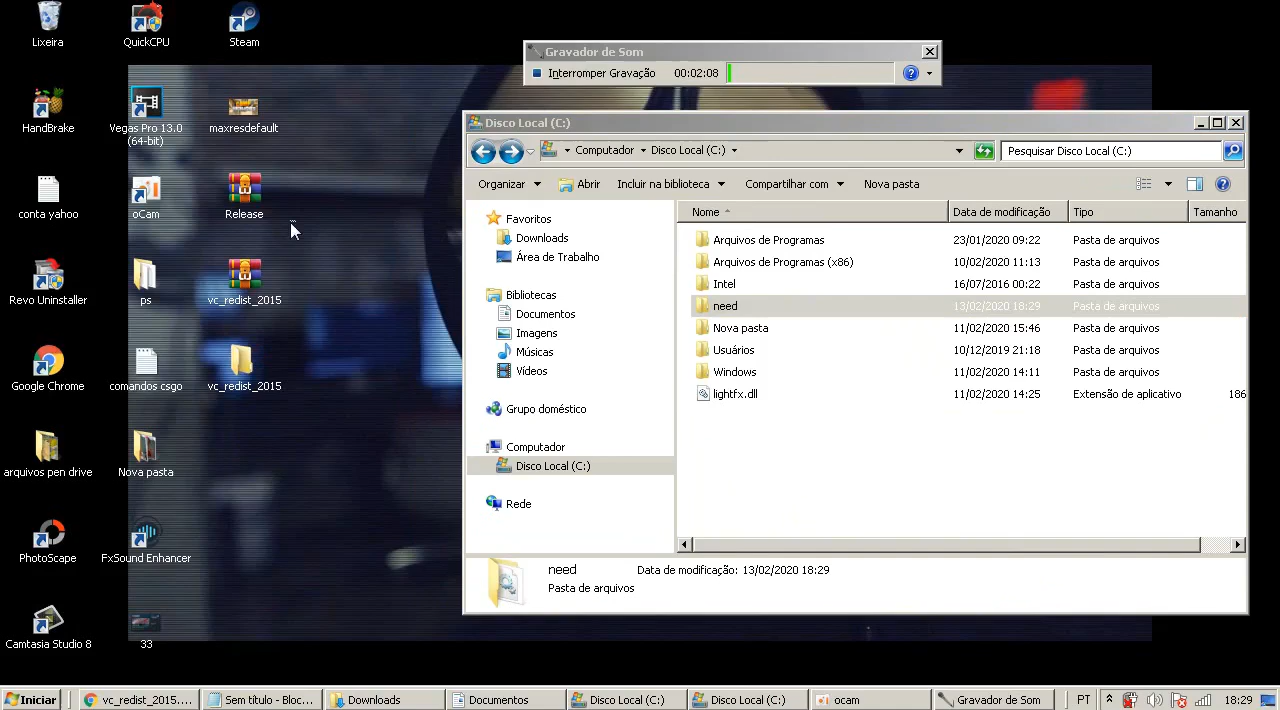 Lixeira
QuickCPU
Steam
HandBrake
Vegas Pro 13.0
(64-bit)
maxresdefault
conta yahoo
oCam
Release
Revo Uninstaller
ps
vc_redist_2015
Google Chrome
comandos csgo
vc_redist_2015
arquivos pen drive
Nova pasta
PhotoScape
FxSound Enhancer
Camtasia Studio 8
33
Gravador de Som
Interromper Gravação 00:02:08
Disco Local (C:)
Computador Disco Local (C:)
Pesquisar Disco Local (C:)
Organizar Abrir Incluir na biblioteca Compartilhar com Nova pasta
Favoritos
Downloads
Área de Trabalho
Bibliotecas
Documentos
Imagens
Músicas
Vídeos
Grupo doméstico
Computador
Disco Local (C:)
Rede
Nome Data de modificação Tipo Tamanho
Arquivos de Programas 23/01/2020 09:22 Pasta de arquivos
Arquivos de Programas (x86) 10/02/2020 11:13 Pasta de arquivos
Intel 16/07/2016 00:22 Pasta de arquivos
need 13/02/2020 18:29 Pasta de arquivos
Nova pasta 11/02/2020 15:46 Pasta de arquivos
Usuários 10/12/2019 21:18 Pasta de arquivos
Windows 11/02/2020 14:11 Pasta de arquivos
lightfx.dll 11/02/2020 14:25 Extensão de aplicativo 186
need Data de modificação: 13/02/2020 18:29
Pasta de arquivos
Iniciar vc_redist_2015.... Sem título - Bloc... Downloads Documentos Disco Local (C:) Disco Local (C:) ocam Gravador de Som PT 18:29